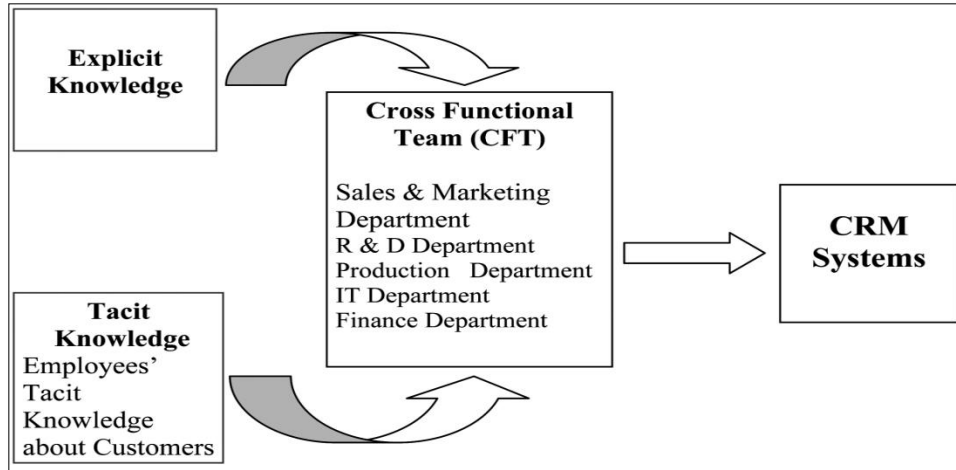 Explicit
Knowledge
Cross Functional
Team (CFT)
Sales & Marketing
Department
R & D Department
Production Department
IT Department
Finance Department
CRM
Systems
Tacit
Knowledge
Employees’
Tacit
Knowledge
about Customers